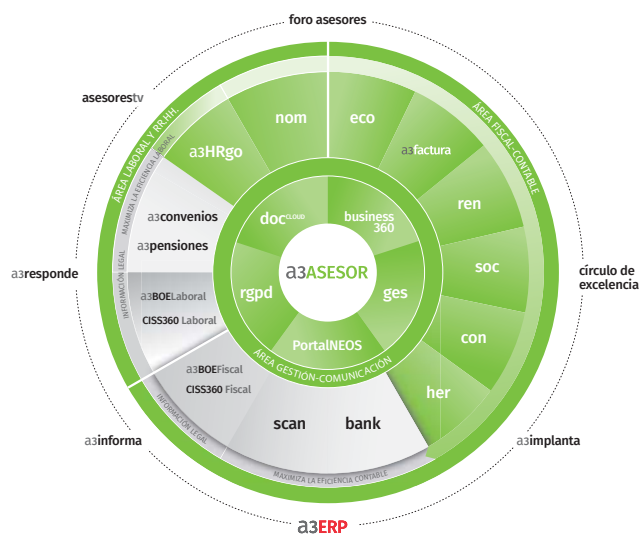 foro asesores
asesorestv
ÁREA LABORAL Y RR.HH.
ÁREA FISCAL-CONTABLE
MAXIMIZA LA EFICIENCIA LABORAL
nom
eco
a3HRgo
a3factura
ren
a3convenios
a3pensiones
doc CLOUD
business
360
a3ASESOR
rgpd
ges
PortalNEOS
ÁREA GESTIÓN-COMUNICACIÓN
soc
con
her
a3responde
círculo de
excelencia
INFORMACIÓN LEGAL
a3BOELaboral
CISS360 Laboral
a3BOEFiscal
CISS360 Fiscal
INFORMACIÓN LEGAL
scan
bank
MAXIMIZA LA EFICIENCIA CONTABLE
a3informa
a3implanta
a3ERP